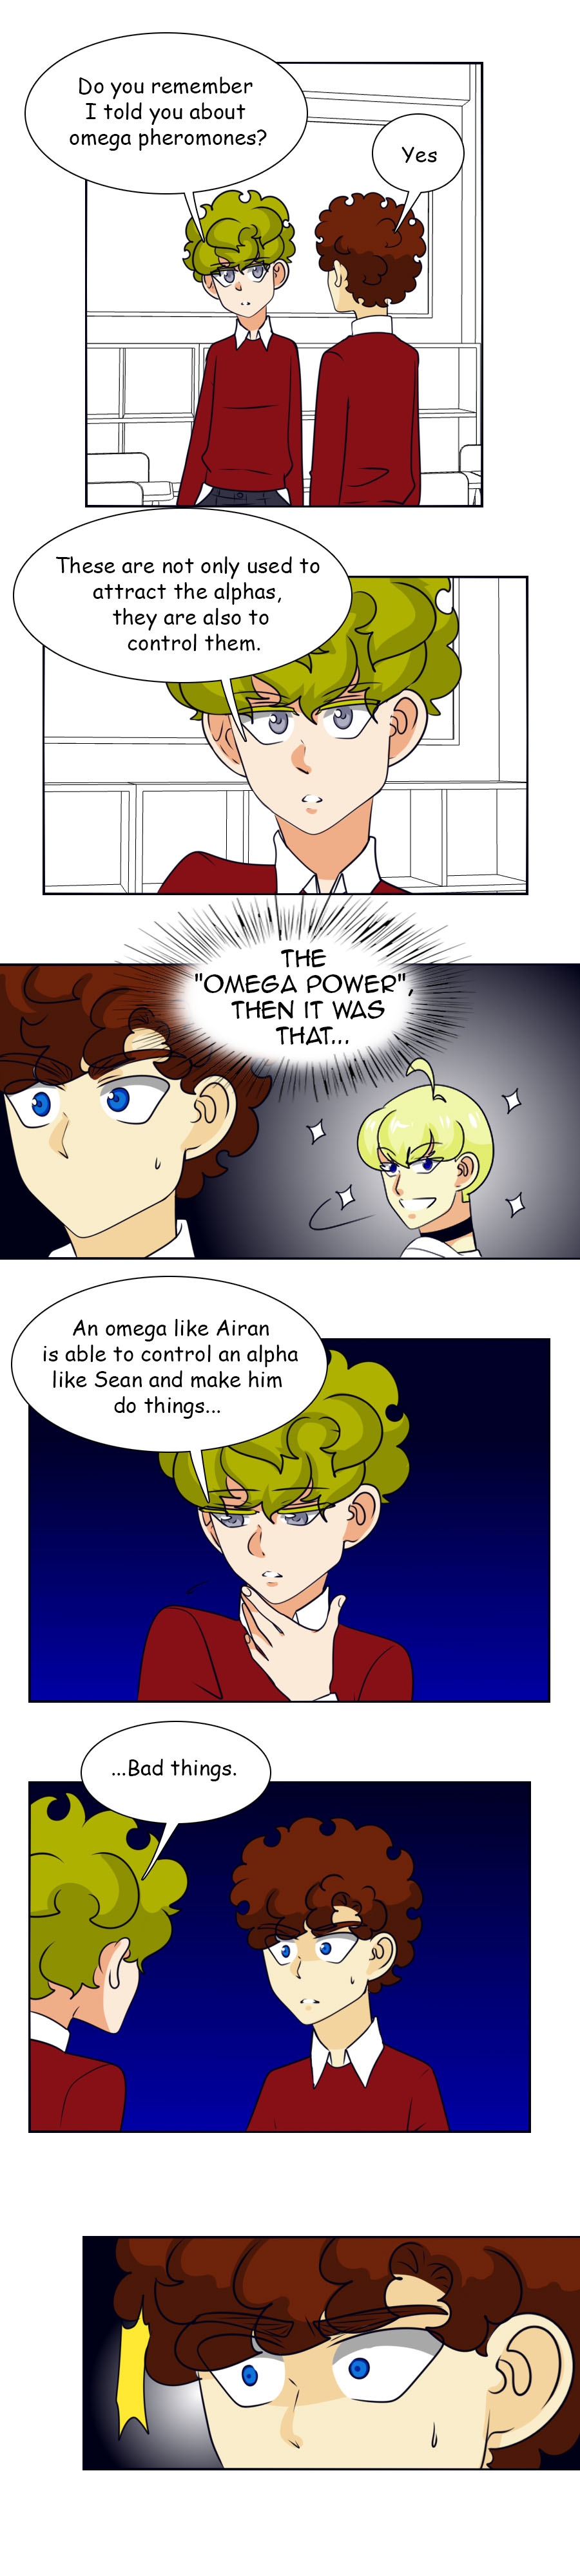 Do you remember
I told you about
omega pheromones?
Yes
These are not only used to
attract the alphas,
they are also to
control them.
THE
"OMEGA POWER",
THEN IT WAS
THAT...
An omega like Airan
is able to control an alpha
like Sean and make him
do things...
...Bad things.